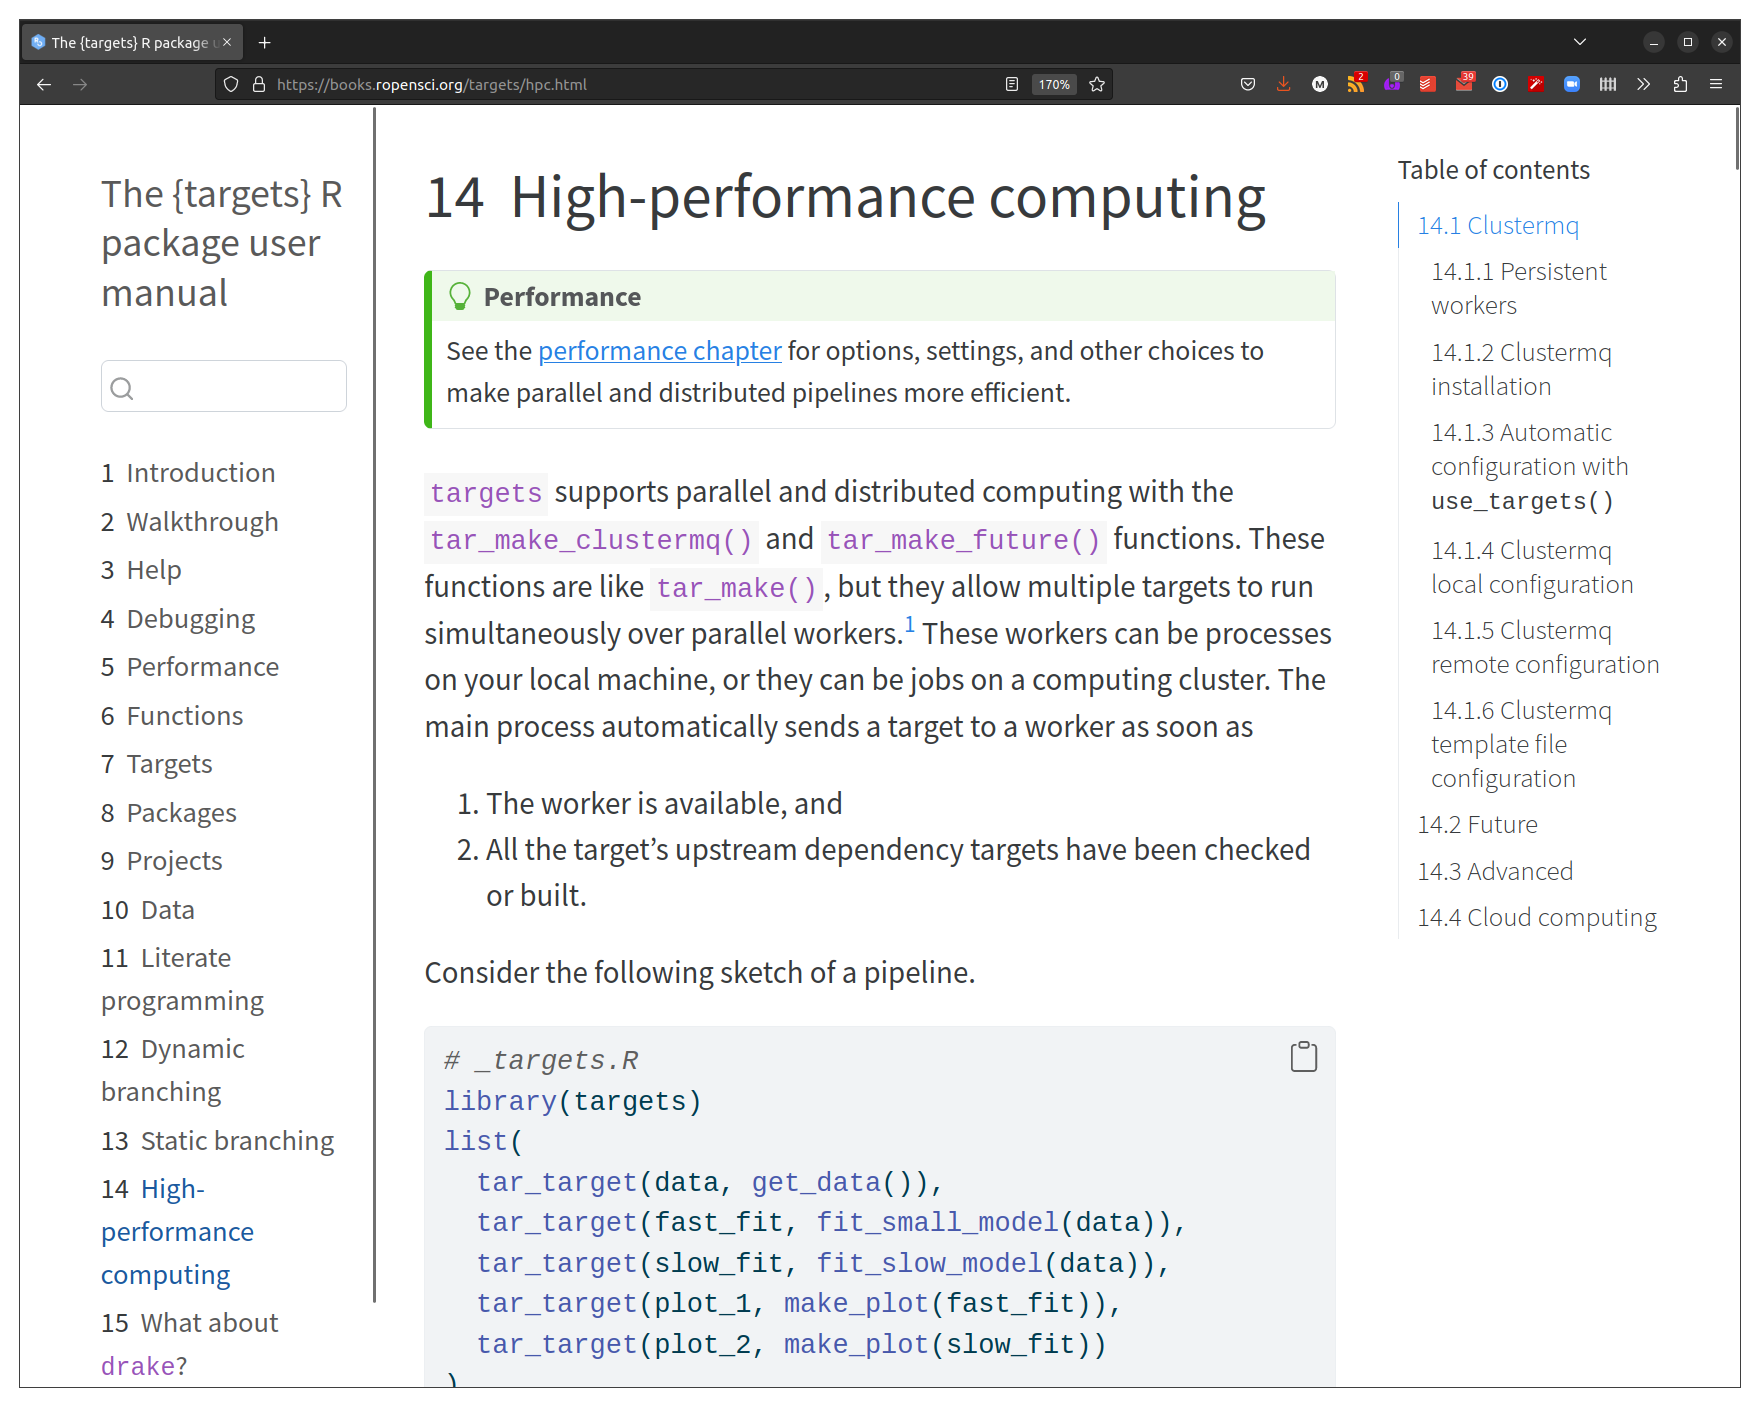 The {targets} R package u
https://books.ropensci.org/targets/hpc.html
170%
M
2
0
39
The {targets} R
package user
manual
1 Introduction
2 Walkthrough
3 Help
4 Debugging
5 Performance
6 Functions
7 Targets
8 Packages
9 Projects
10 Data
11 Literate
programming
12 Dynamic
branching
13 Static branching
14 High-
performance
computing
15 What about
drake?
14 High-performance computing
Performance
See the performance chapter for options, settings, and other choices to
make parallel and distributed pipelines more efficient.
targets supports parallel and distributed computing with the
tar_make_clustermq() and tar_make_future() functions. These
functions are like tar_make(), but they allow multiple targets to run
simultaneously over parallel workers.1 These workers can be processes
on your local machine, or they can be jobs on a computing cluster. The
main process automatically sends a target to a worker as soon as
1. The worker is available, and
2. All the target’s upstream dependency targets have been checked
or built.
Consider the following sketch of a pipeline.
# _targets.R
library(targets)
list(
  tar_target(data, get_data()),
  tar_target(fast_fit, fit_small_model(data)),
  tar_target(slow_fit, fit_slow_model(data)),
  tar_target(plot_1, make_plot(fast_fit)),
  tar_target(plot_2, make_plot(slow_fit))
)
Table of contents
14.1 Clustermq
14.1.1 Persistent
workers
14.1.2 Clustermq
installation
14.1.3 Automatic
configuration with
use_targets()
14.1.4 Clustermq
local configuration
14.1.5 Clustermq
remote configuration
14.1.6 Clustermq
template file
configuration
14.2 Future
14.3 Advanced
14.4 Cloud computing